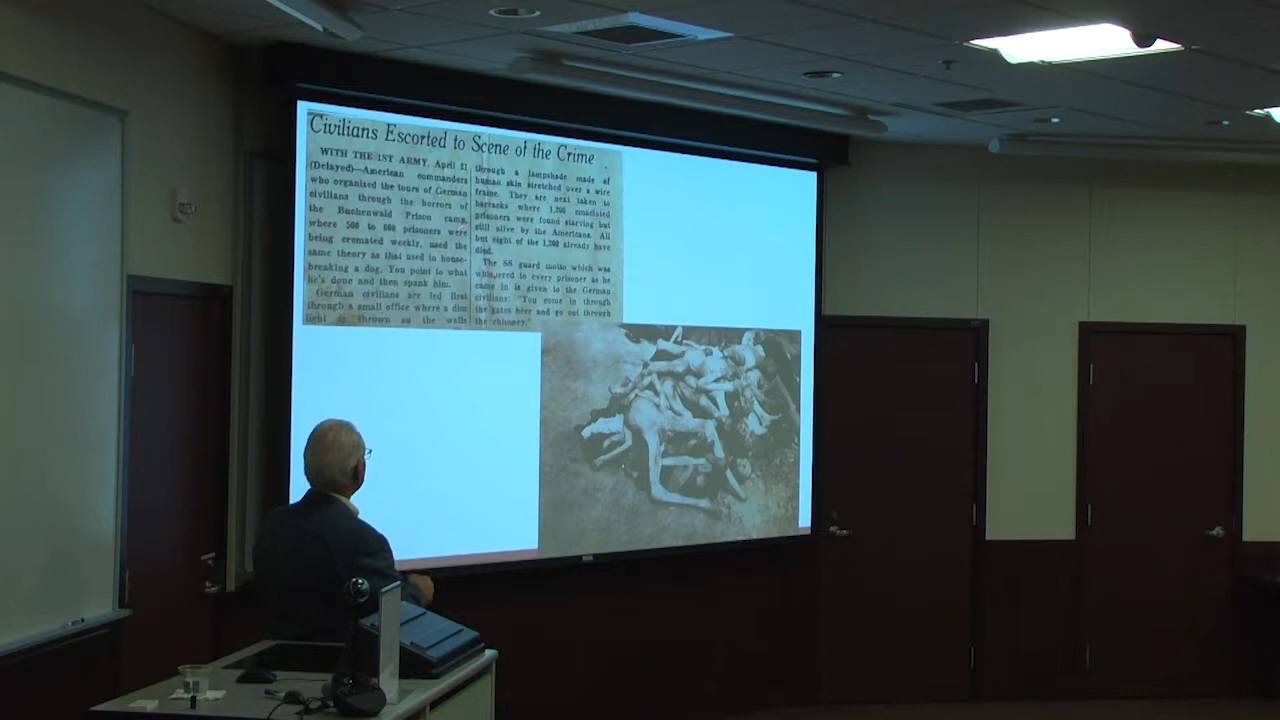 Civilians Escorted to Scene of the Crime
WITH THE 1ST ARMY, April 21
(Delayed)—American commanders
who organized the tours of German
civilians through the horrors of
the Buchenwald Prison camp,
where 500 to 600 prisoners were
being cremated weekly, used the
same theory as that used in house-
breaking a dog. You point to what
he's done and then spank him.
German civilians are led first
through a small office where a dim
light is thrown on the walls
through a lampshade made of
human skin stretched over a wire
frame. They are next taken to
barracks where 1,200 emaciated
prisoners were found starving but
still alive by the Americans. All
but eight of the 1,200 already have
died.
The SS guard motto which was
whispered to every prisoner as he
came in is given to the German
civilians: "You come in through
the gates here and go out through
the chimney."